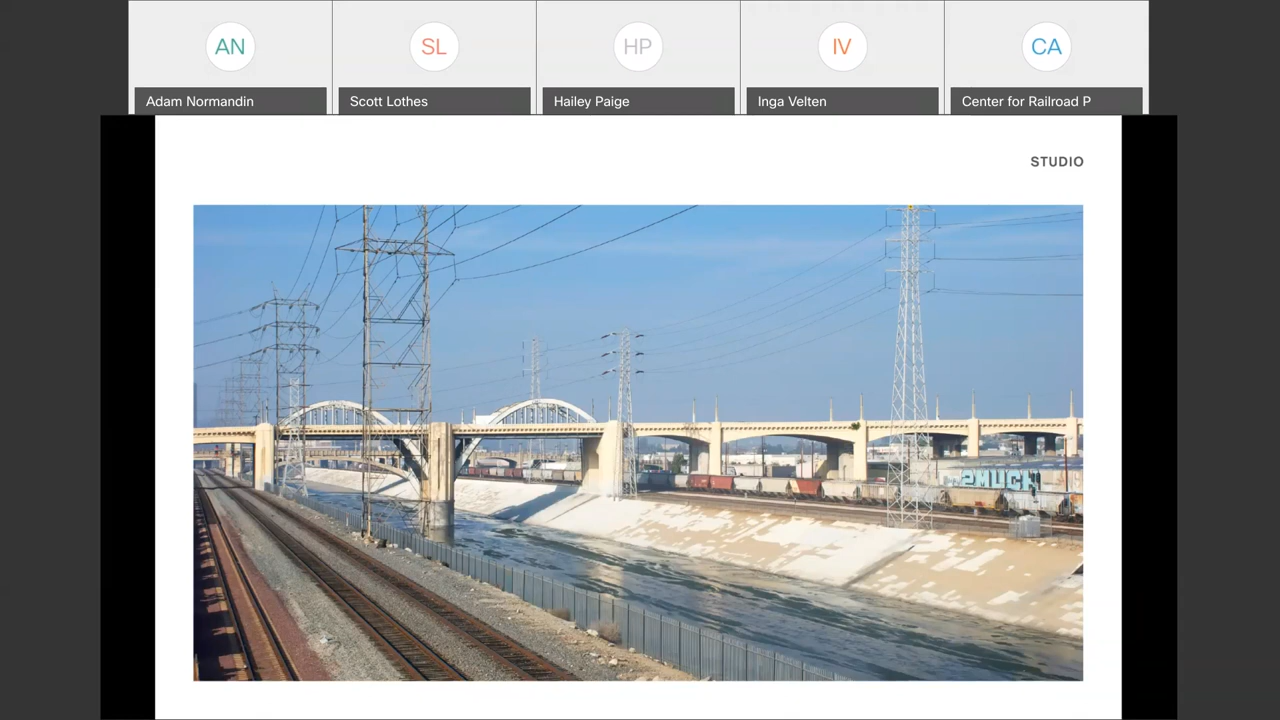 AN
SL
HP
IV
CA
Adam Normandin
Scott Lothes
Hailey Paige
Inga Velten
Center for Railroad P
STUDIO